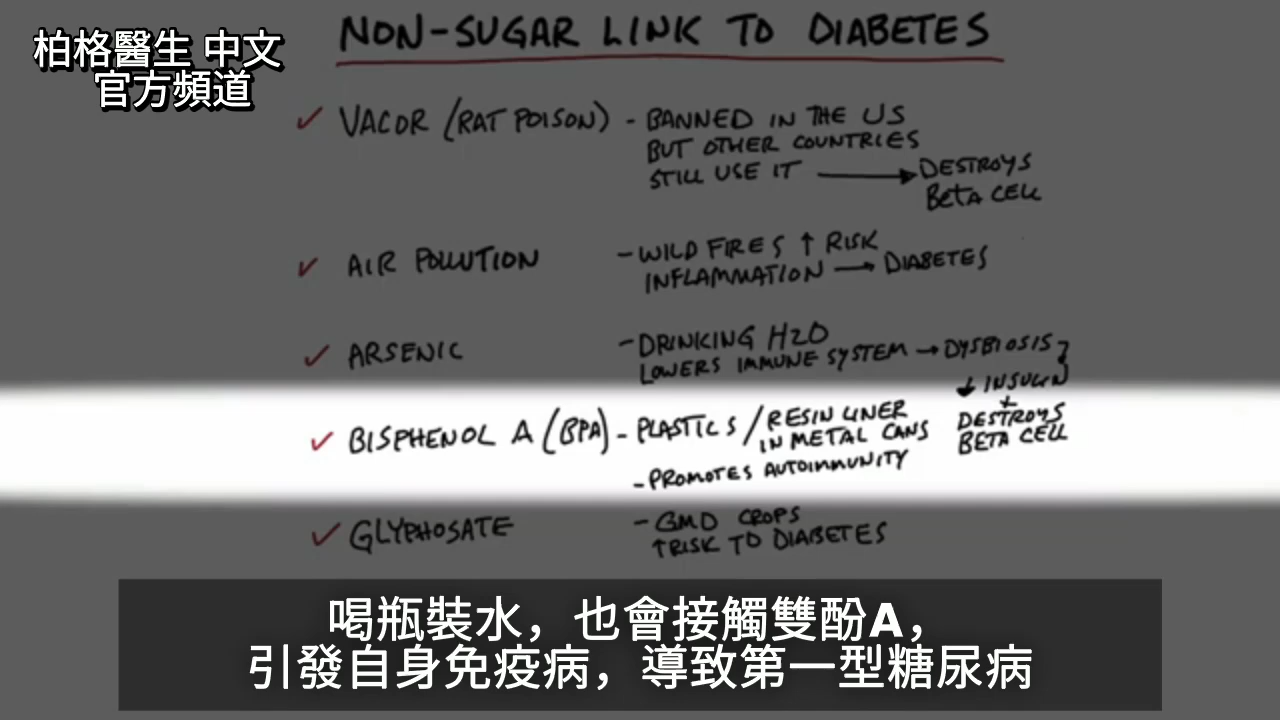 柏格醫生 中文
官方頻道
NON-SUGAR LINK TO DIABETES
✓ VACOR (RAT POISON) - BANNED IN THE US
BUT OTHER COUNTRIES
STILL USE IT → DESTROYS
BETA CELL
✓ AIR POLLUTION - WILD FIRES ↑ RISK
INFLAMMATION → DIABETES
✓ ARSENIC - DRINKING H2O
LOWERS IMMUNE SYSTEM → DYSBIOSIS
↓ INSULIN
+
DESTROYS
BETA CELL
✓ BISPHENOL A (BPA) - PLASTICS / RESIN LINER
IN METAL CANS
- PROMOTES AUTOIMMUNITY
✓ GLYPHOSATE - GMO CROPS
↑ RISK TO DIABETES
喝瓶裝水，也會接觸雙酚A，
引發自身免疫病，導致第一型糖尿病